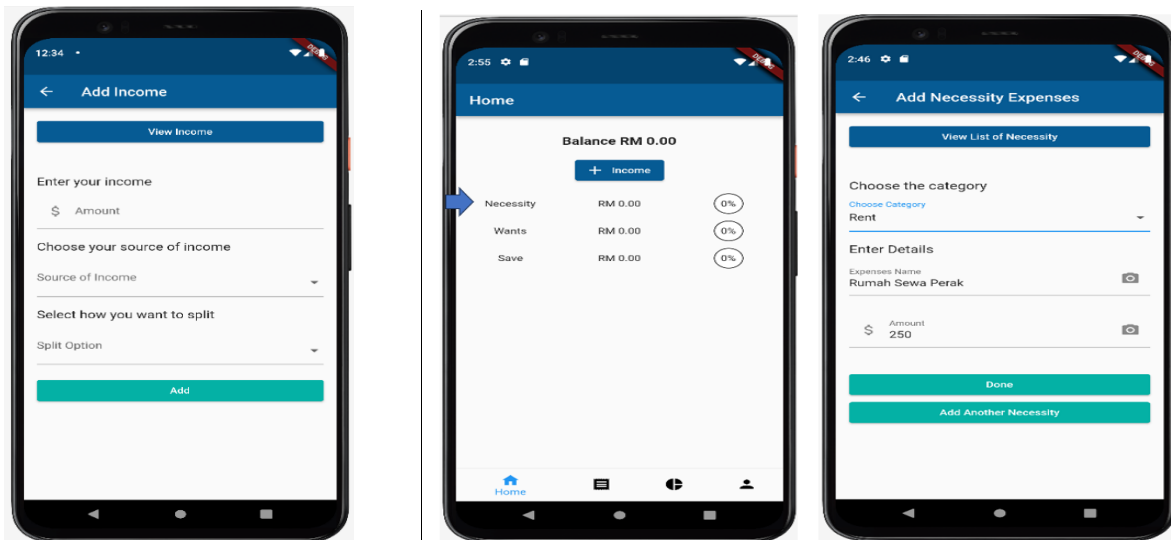 12:34
DEBUG
Add Income
View Income
Enter your income
$ Amount
Choose your source of income
Source of Income
Select how you want to split
Split Option
Add
2:55
DEBUG
Home
Balance RM 0.00
+ Income
Necessity RM 0.00 0%
Wants RM 0.00 0%
Save RM 0.00 0%
Home
2:46
DEBUG
Add Necessity Expenses
View List of Necessity
Choose the category
Choose Category
Rent
Enter Details
Expenses Name
Rumah Sewa Perak
Amount
$ 250
Done
Add Another Necessity